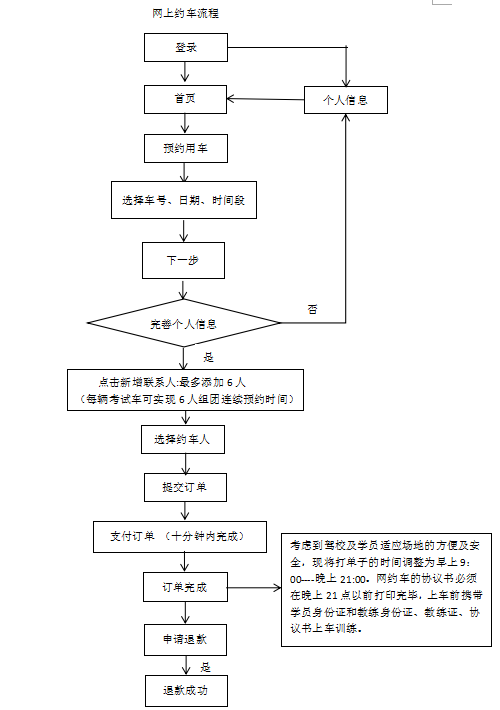 网上约车流程
登录
首页
个人信息
预约用车
选择车号、日期、时间段
下一步
否
完善个人信息
是
点击新增联系人:最多添加 6 人
（每辆考试车可实现 6 人组团连续预约时间）
选择约车人
提交订单
支付订单 （十分钟内完成）
考虑到驾校及学员适应场地的方便及安
全，现将打单子的时间调整为早上 9：
00----晚上 21:00。网约车的协议书必须
在晚上 21 点以前打印完毕，上车前携带
学员身份证和教练身份证、教练证、协
议书上车训练。
订单完成
申请退款
是
退款成功